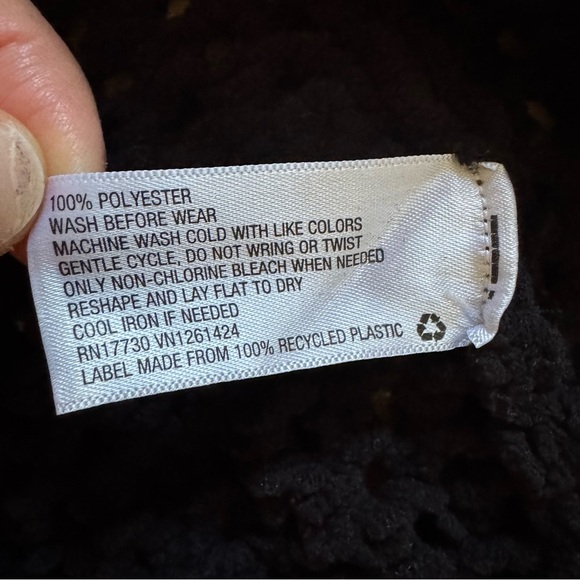 100% POLYESTER
WASH BEFORE WEAR
MACHINE WASH COLD WITH LIKE COLORS
GENTLE CYCLE, DO NOT WRING OR TWIST
ONLY NON-CHLORINE BLEACH WHEN NEEDED
RESHAPE AND LAY FLAT TO DRY
COOL IRON IF NEEDED
RN17730 VN1261424
LABEL MADE FROM 100% RECYCLED PLASTIC